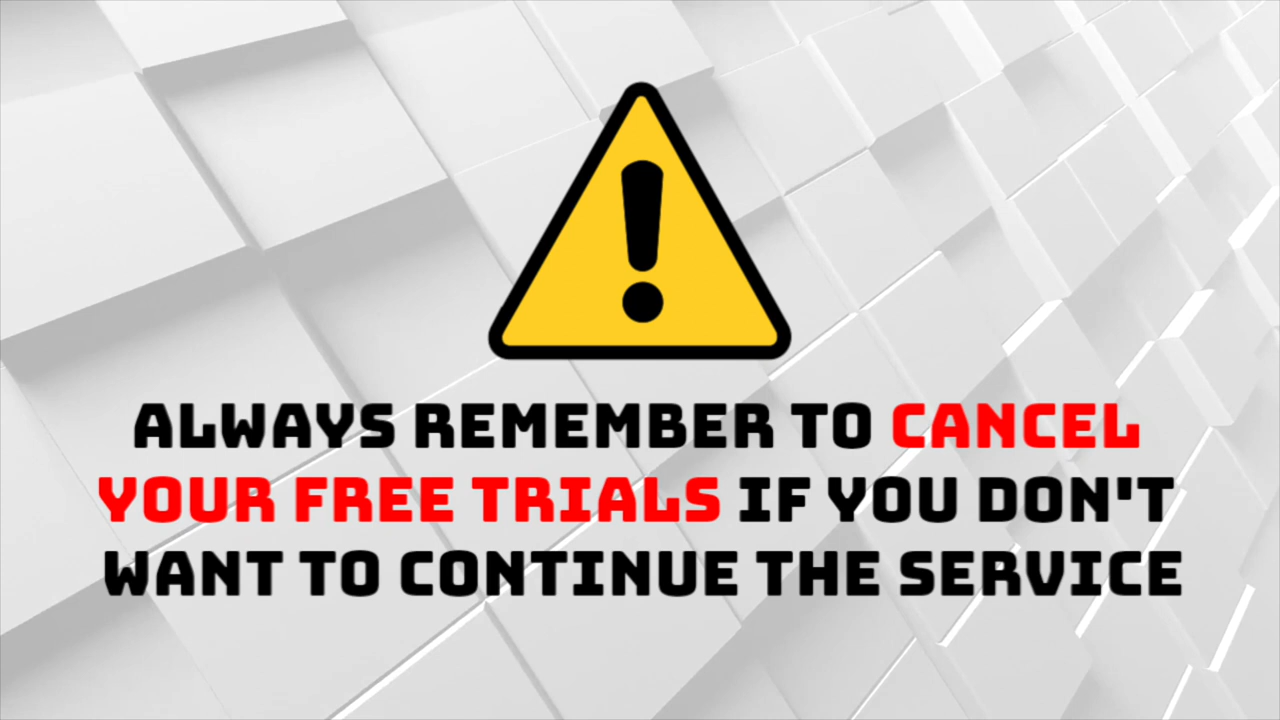 ALWAYS REMEMBER TO CANCEL
YOUR FREE TRIALS IF YOU DON'T
WANT TO CONTINUE THE SERVICE